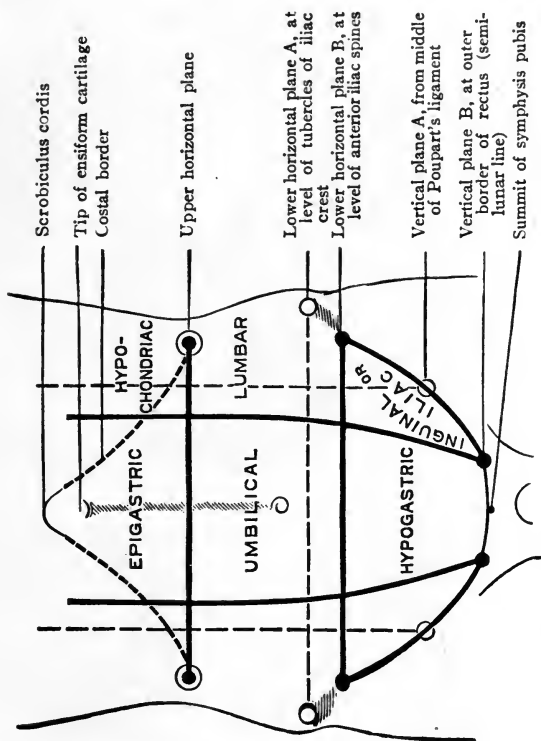 Scrobiculus cordis
Tip of ensiform cartilage
Costal border
Upper horizontal plane
Lower horizontal plane A, at
level of tubercles of iliac
crest
Lower horizontal plane B, at
level of anterior iliac spines
Vertical plane A, from middle
of Poupart's ligament
Vertical plane B, at outer
border of rectus (semi-
lunar line)
Summit of symphysis pubis
HYPO-
CHONDRIAC
LUMBAR
INGUINAL OR
ILIAC
EPIGASTRIC
UMBILICAL
HYPOGASTRIC